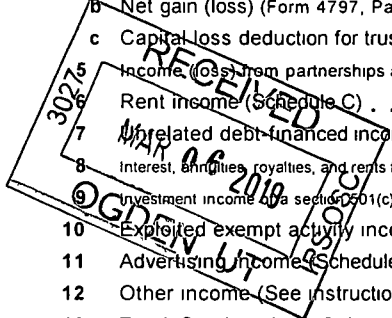 b Net gain (loss) (Form 4797, Pa
c Capital loss deduction for trus
5 Income (loss) from partnerships a
6 Rent income (Schedule C) . .
7 Unrelated debt-financed inco
8 Interest, annuities, royalties, and rents f
9 Investment income of a section 501(c)
10 Exploited exempt activity inco
11 Advertising income (Schedule
12 Other income (See instructio
RECEIVED
3027
MAR 06 2019
IRS-OSC
OGDEN UT